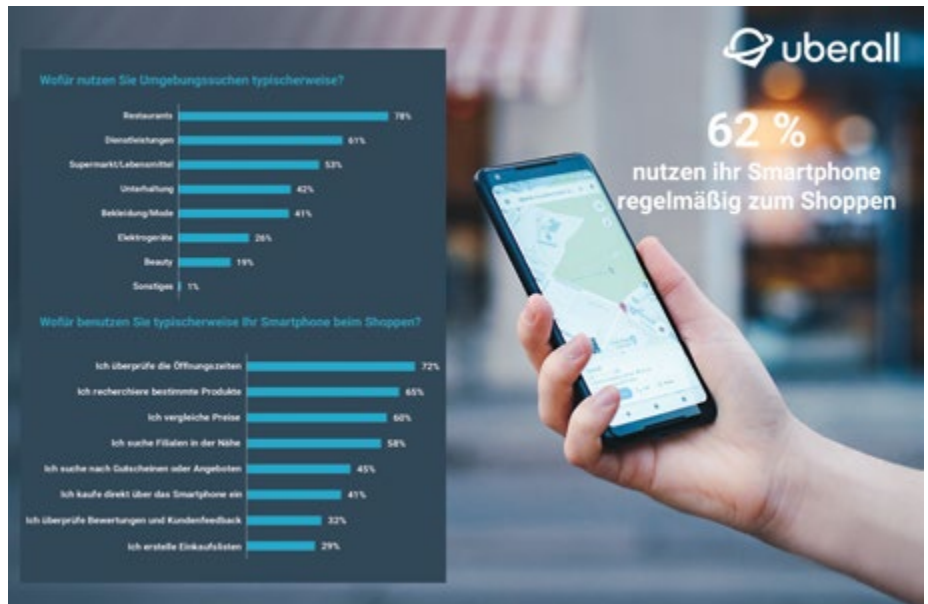 uberall
62 %
nutzen ihr Smartphone
regelmäßig zum Shoppen
Wofür nutzen Sie Umgebungssuchen typischerweise?
Restaurants 78%
Dienstleistungen 61%
Supermarkt/Lebensmittel 53%
Unterhaltung 42%
Bekleidung/Mode 41%
Elektrogeräte 26%
Beauty 19%
Sonstiges 1%
Wofür benutzen Sie typischerweise Ihr Smartphone beim Shoppen?
Ich überprüfe die Öffnungszeiten 72%
Ich recherchiere bestimmte Produkte 65%
Ich vergleiche Preise 60%
Ich suche Filialen in der Nähe 58%
Ich suche nach Gutscheinen oder Angeboten 45%
Ich kaufe direkt über das Smartphone ein 41%
Ich überprüfe Bewertungen und Kundenfeedback 32%
Ich erstelle Einkaufslisten 29%